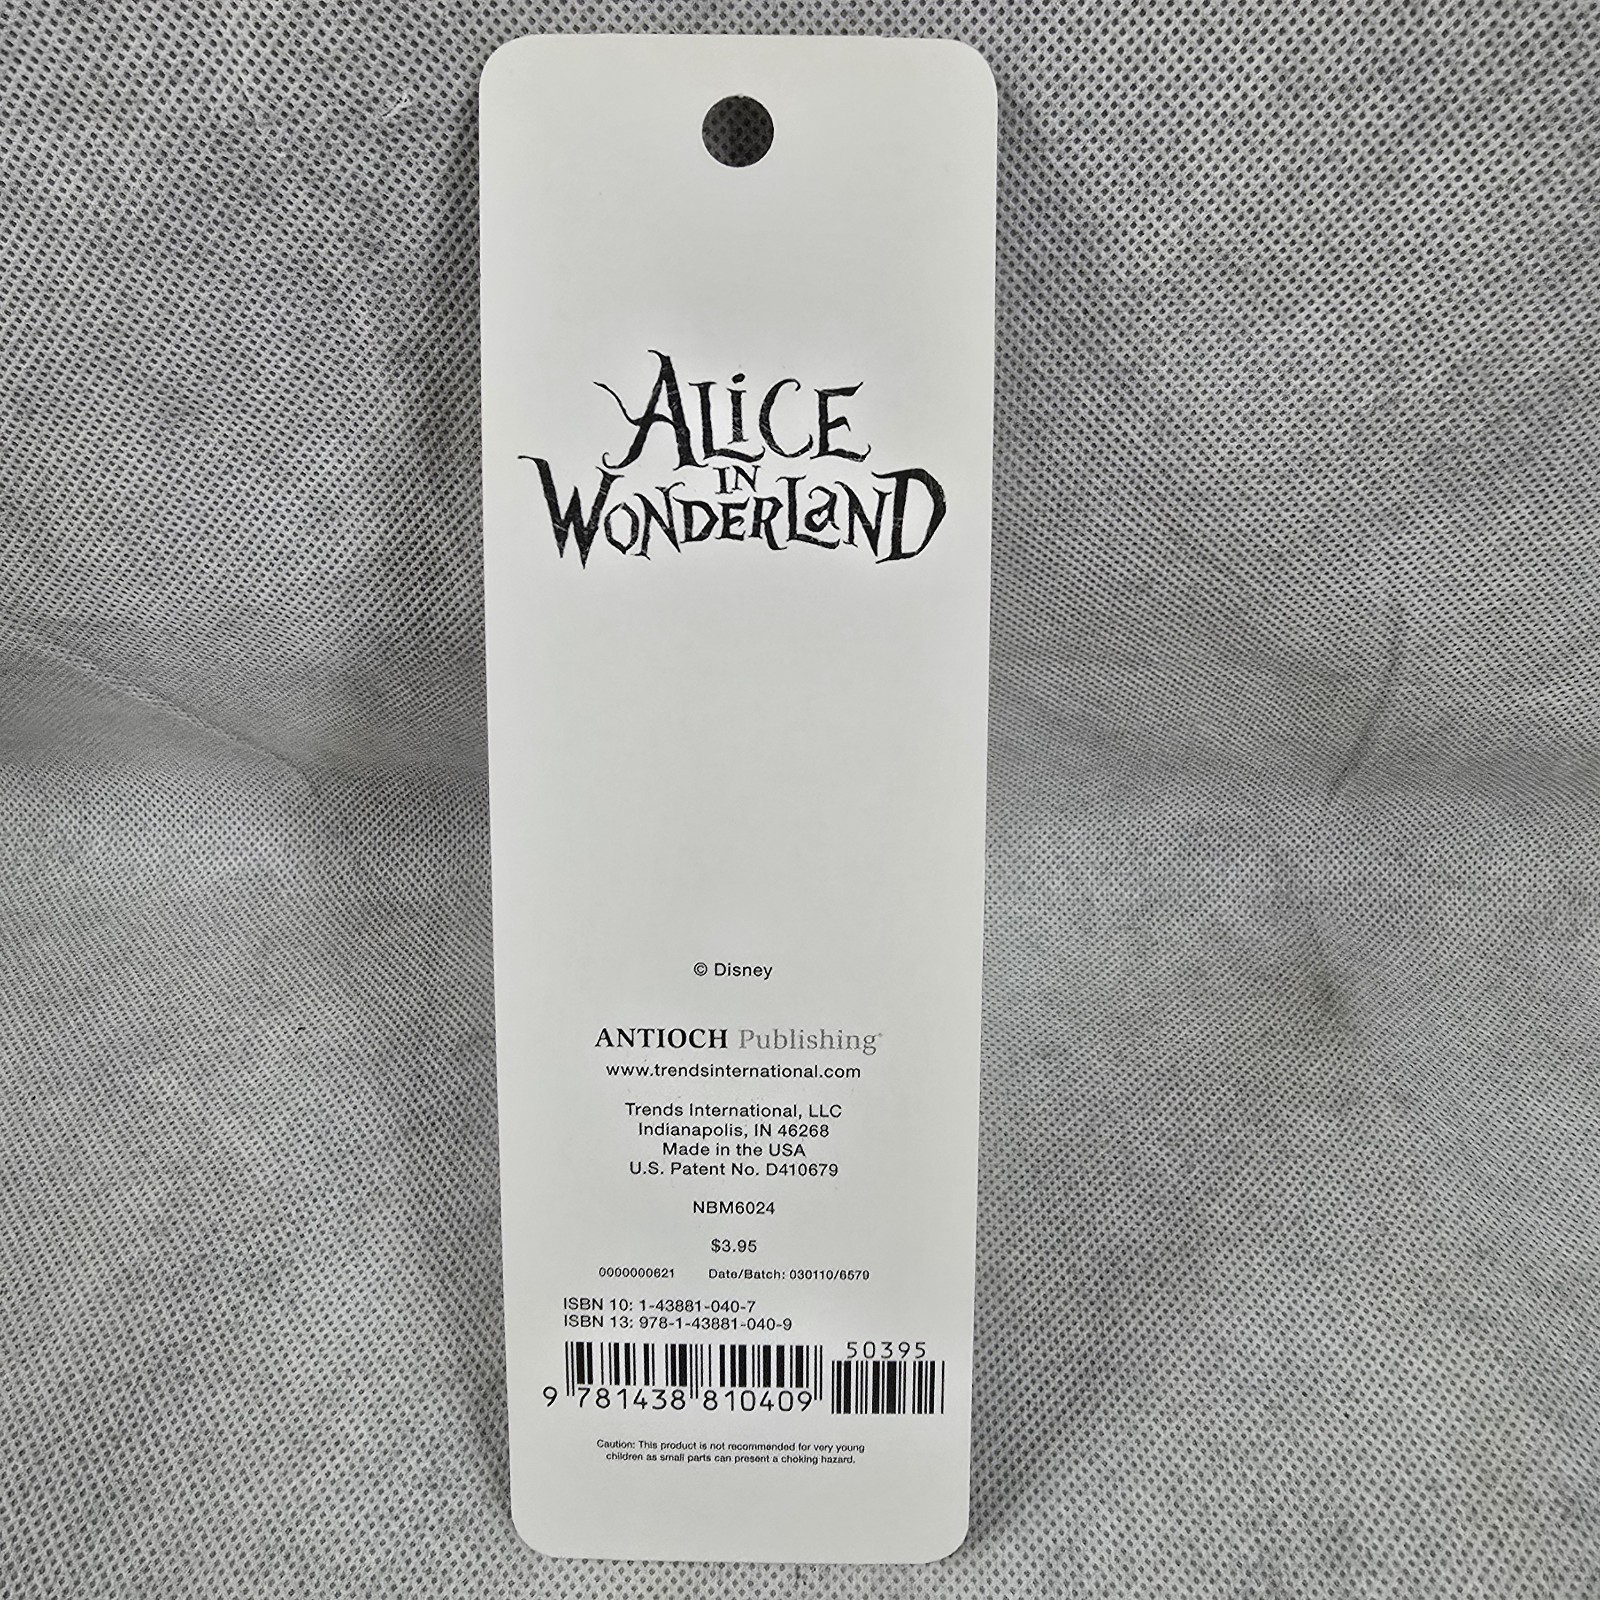 ALiCE
IN
WONDERLaND
© Disney
ANTIOCH Publishing®
www.trendsinternational.com
Trends International, LLC
Indianapolis, IN 46268
Made in the USA
U.S. Patent No. D410679
NBM6024
$3.95
0000000621 Date/Batch: 030110/6579
ISBN 10: 1-43881-040-7
ISBN 13: 978-1-43881-040-9
50395
9 781438 810409
Caution: This product is not recommended for very young
children as small parts can present a choking hazard.